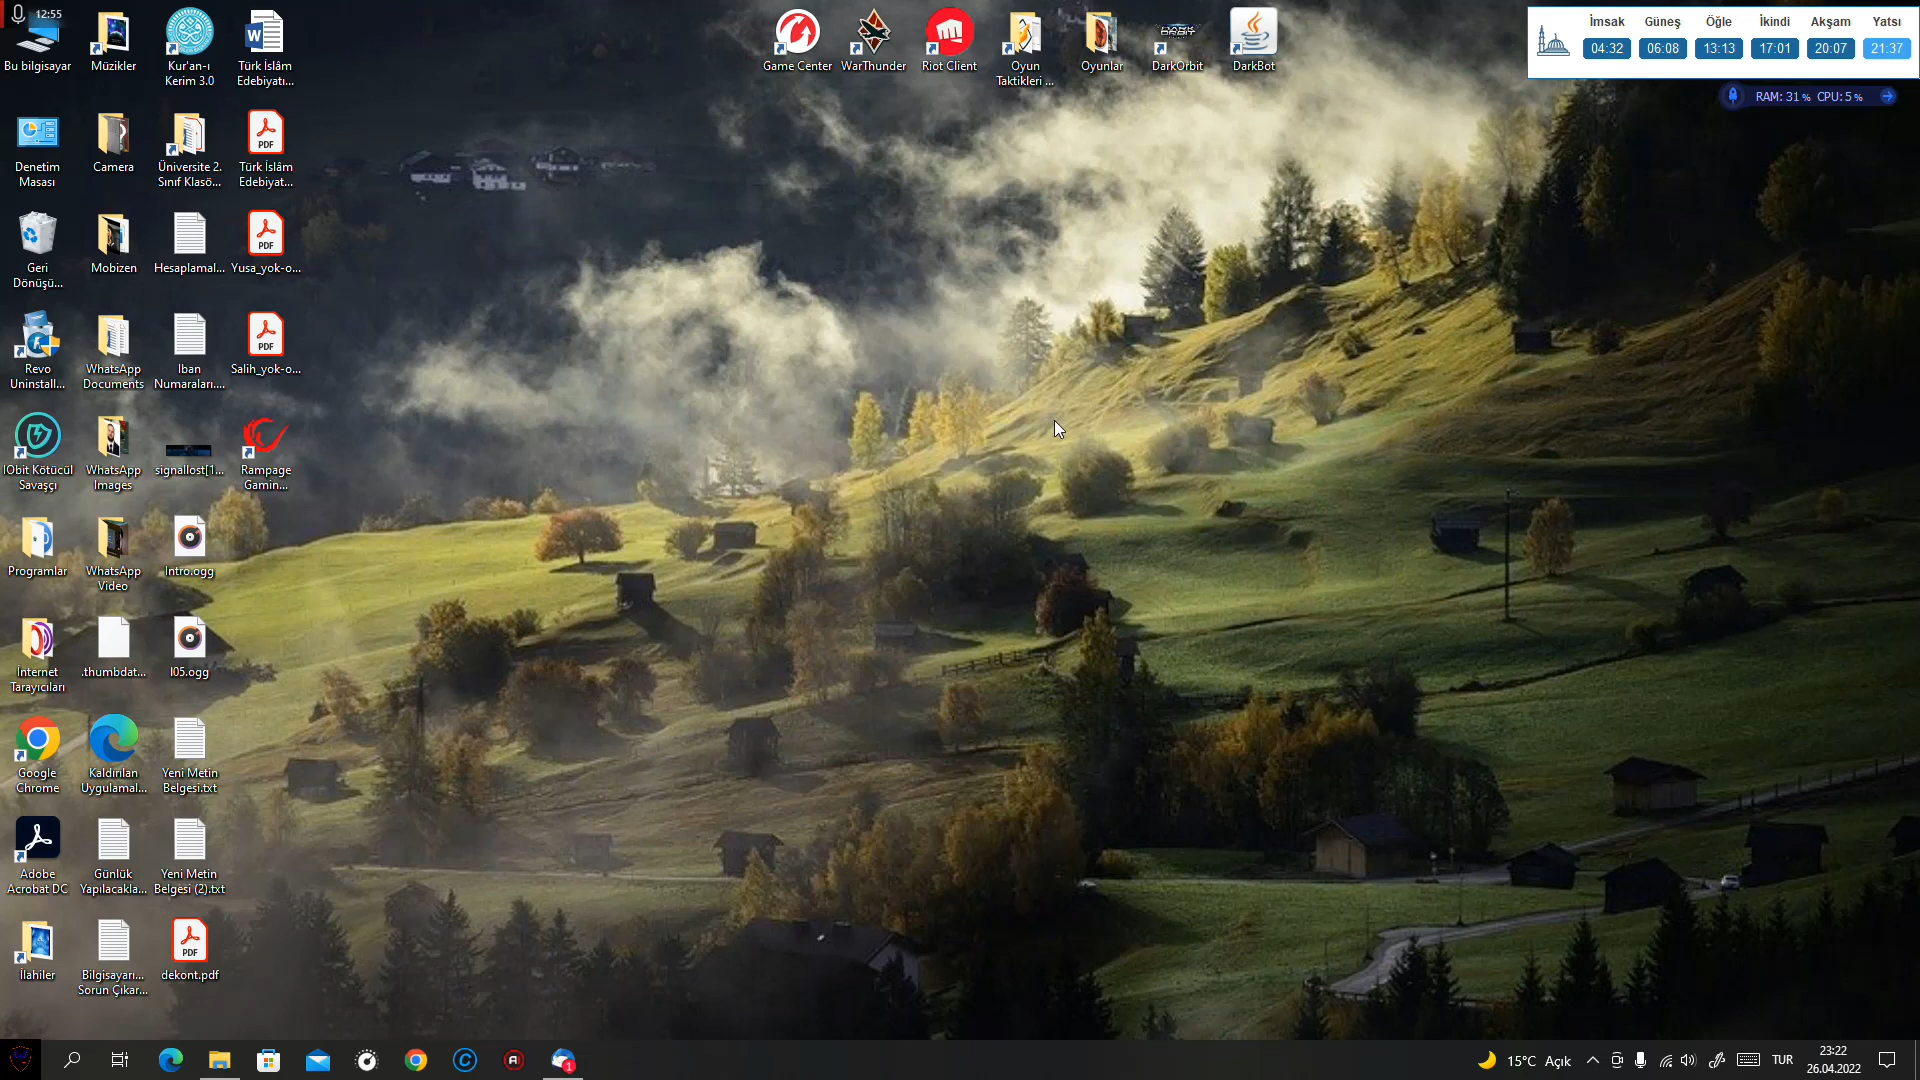 12:55
Bu bilgisayar
Müzikler
Kur'an-ı
Kerim 3.0
Türk İslâm
Edebiyatı...
Game Center
WarThunder
Riot Client
Oyun
Taktikleri ...
Oyunlar
DARK ORBIT
DarkOrbit
Java
DarkBot
İmsak Güneş Öğle İkindi Akşam Yatsı
04:32 06:08 13:13 17:01 20:07 21:37
RAM: 31 % CPU: 5 %
Denetim
Masası
Camera
Üniversite 2.
Sınıf Klasö...
PDF
Türk İslâm
Edebiyat...
Geri
Dönüşü...
Mobizen
Hesaplamal...
PDF
Yusa_yok-o...
Revo
Uninstall...
WhatsApp
Documents
Iban
Numaraları....
PDF
Salih_yok-o...
IObit Kötücül
Savaşçı
WhatsApp
Images
signallost[1...
Rampage
Gamin...
Programlar
WhatsApp
Video
Intro.ogg
İnternet
Tarayıcıları
.thumbdat...
l05.ogg
Google
Chrome
Kaldırılan
Uygulamal...
Yeni Metin
Belgesi.txt
Adobe
Acrobat DC
Günlük
Yapılacakla...
Yeni Metin
Belgesi (2).txt
İlahiler
Bilgisayarı...
Sorun Çıkar...
PDF
dekont.pdf
1
15°C Açık
TUR
23:22
26.04.2022